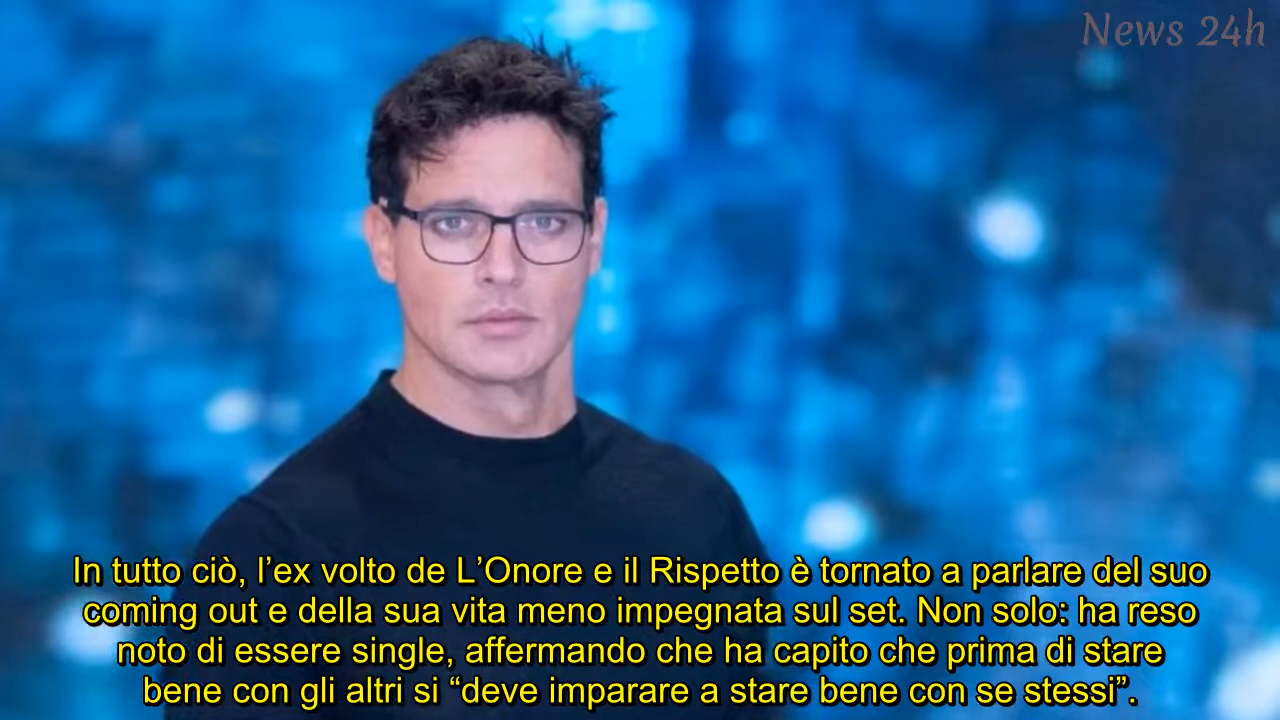 News 24h
In tutto ciò, l’ex volto de L’Onore e il Rispetto è tornato a parlare del suo
coming out e della sua vita meno impegnata sul set. Non solo: ha reso
noto di essere single, affermando che ha capito che prima di stare
bene con gli altri si “deve imparare a stare bene con se stessi”.